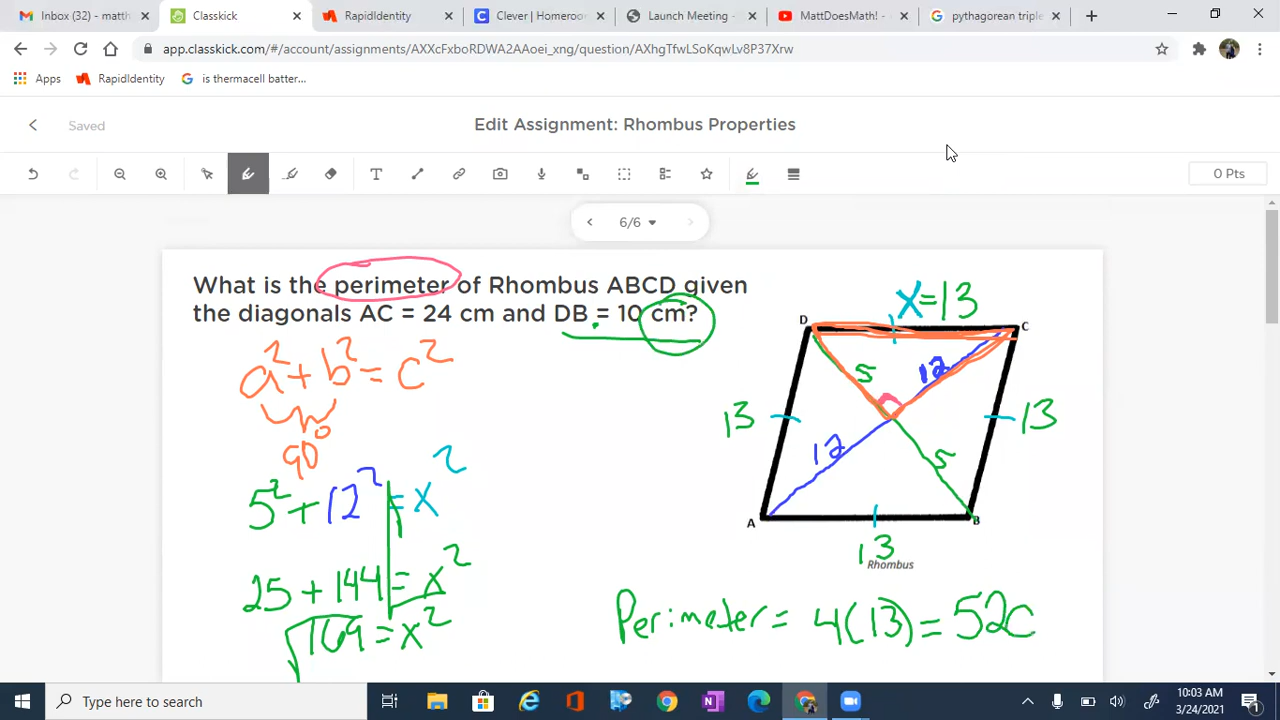 Inbox (32) - math
Classkick
RapidIdentity
Clever | Homeroo
Launch Meeting -
MattDoesMath -
pythagorean triple
app.classkick.com/#/account/assignments/AXXcFxboRDWA2AAoei_xng/question/AXhgTfwLSoKqwLv8P37Xrw
Apps
RapidIdentity
is thermacell batter...
Saved
Edit Assignment: Rhombus Properties
T
0 Pts
6/6
What is the perimeter of Rhombus ABCD given
the diagonals AC = 24 cm and DB = 10 cm?
a² + b² = c²
90°
5² + 12² = x²
25 + 144 = x²
√169 = x²
x=13
D
C
5
12
13
13
12
5
A
B
13
Rhombus
Perimeter = 4(13) = 52c
Type here to search
10:03 AM
3/24/2021
1